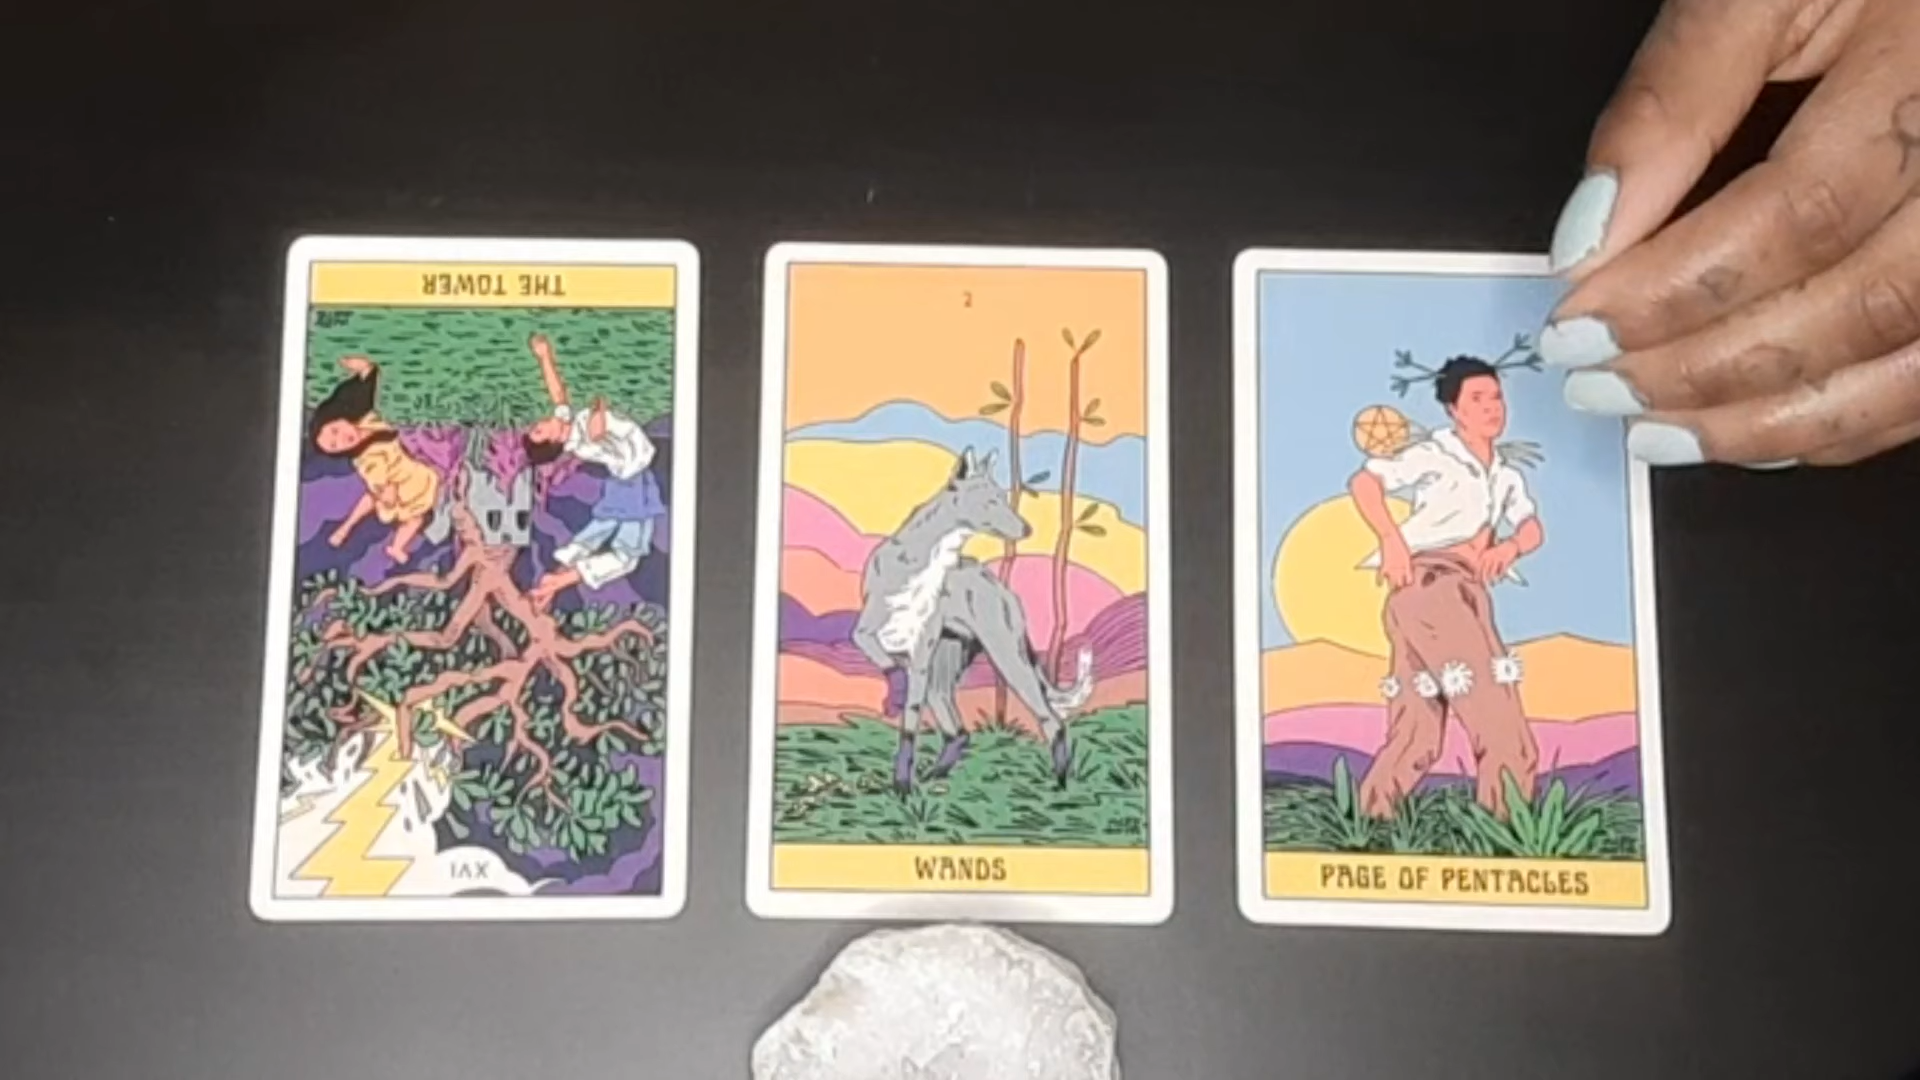 THE TOWER
XVI
2
WANDS
PAGE OF PENTACLES